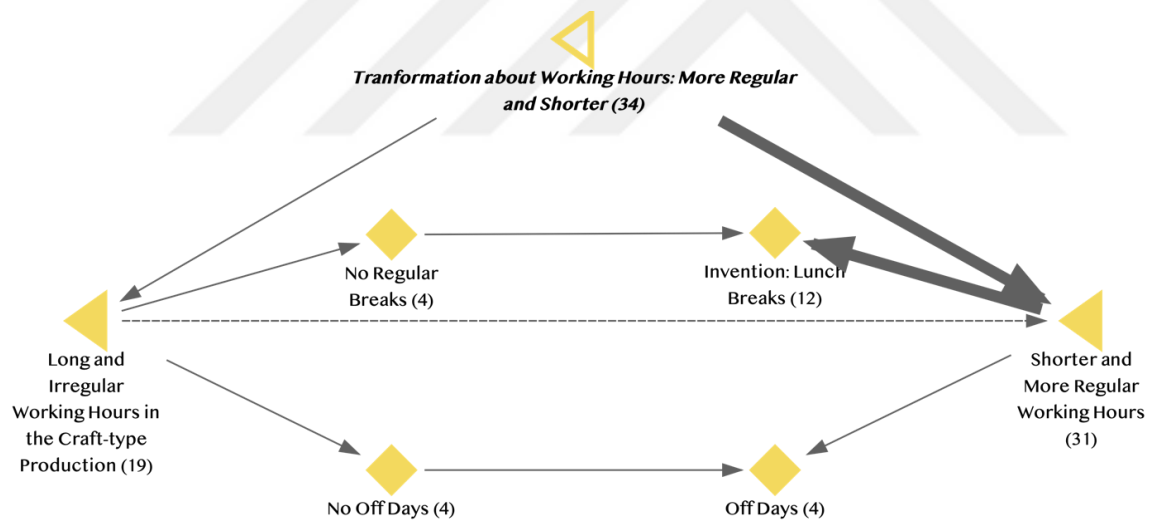 Tranformation about Working Hours: More Regular
and Shorter (34)
No Regular
Breaks (4)
Invention: Lunch
Breaks (12)
Long and
Irregular
Working Hours in
the Craft-type
Production (19)
Shorter and
More Regular
Working Hours
(31)
No Off Days (4)
Off Days (4)